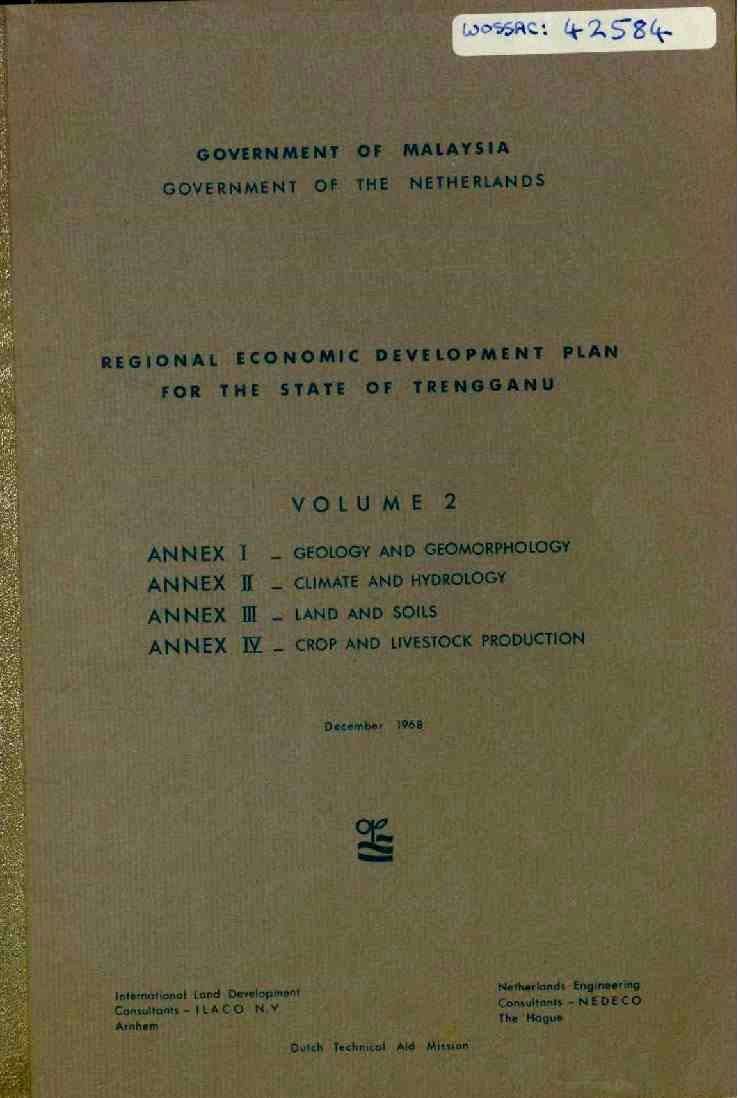 WOSSAC: 42584
GOVERNMENT OF MALAYSIA
GOVERNMENT OF THE NETHERLANDS
REGIONAL ECONOMIC DEVELOPMENT PLAN
FOR THE STATE OF TRENGGANU
VOLUME 2
ANNEX I – GEOLOGY AND GEOMORPHOLOGY
ANNEX II – CLIMATE AND HYDROLOGY
ANNEX III – LAND AND SOILS
ANNEX IV – CROP AND LIVESTOCK PRODUCTION
December 1968
International Land Development
Consultants – ILACO N.V
Arnhem
Netherlands Engineering
Consultants – NEDECO
The Hague
Dutch Technical Aid Mission